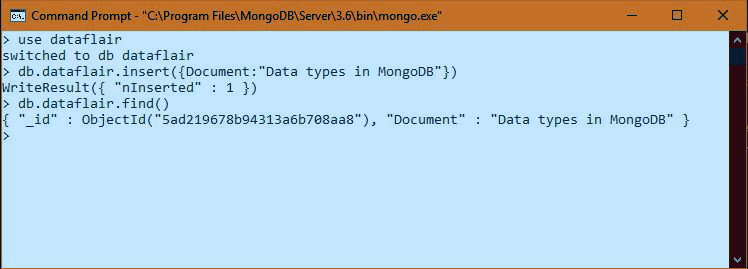 Command Prompt - "C:\Program Files\MongoDB\Server\3.6\bin\mongo.exe"
> use dataflair
switched to db dataflair
> db.dataflair.insert({Document:"Data types in MongoDB"})
WriteResult({ "nInserted" : 1 })
> db.dataflair.find()
{ "_id" : ObjectId("5ad219678b94313a6b708aa8"), "Document" : "Data types in MongoDB" }
>